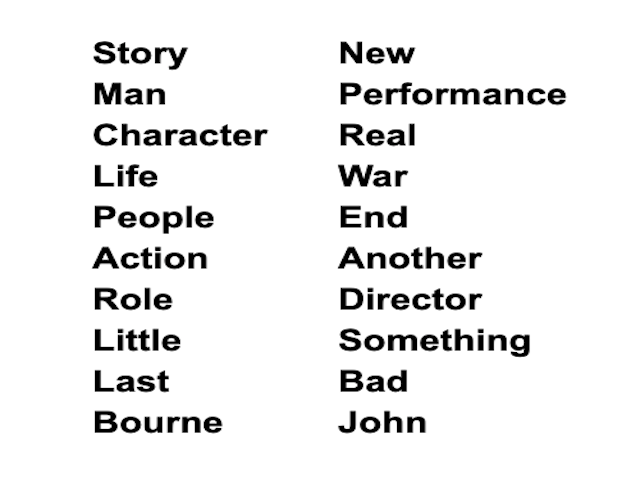 Story
Man
Character
Life
People
Action
Role
Little
Last
Bourne
New
Performance
Real
War
End
Another
Director
Something
Bad
John